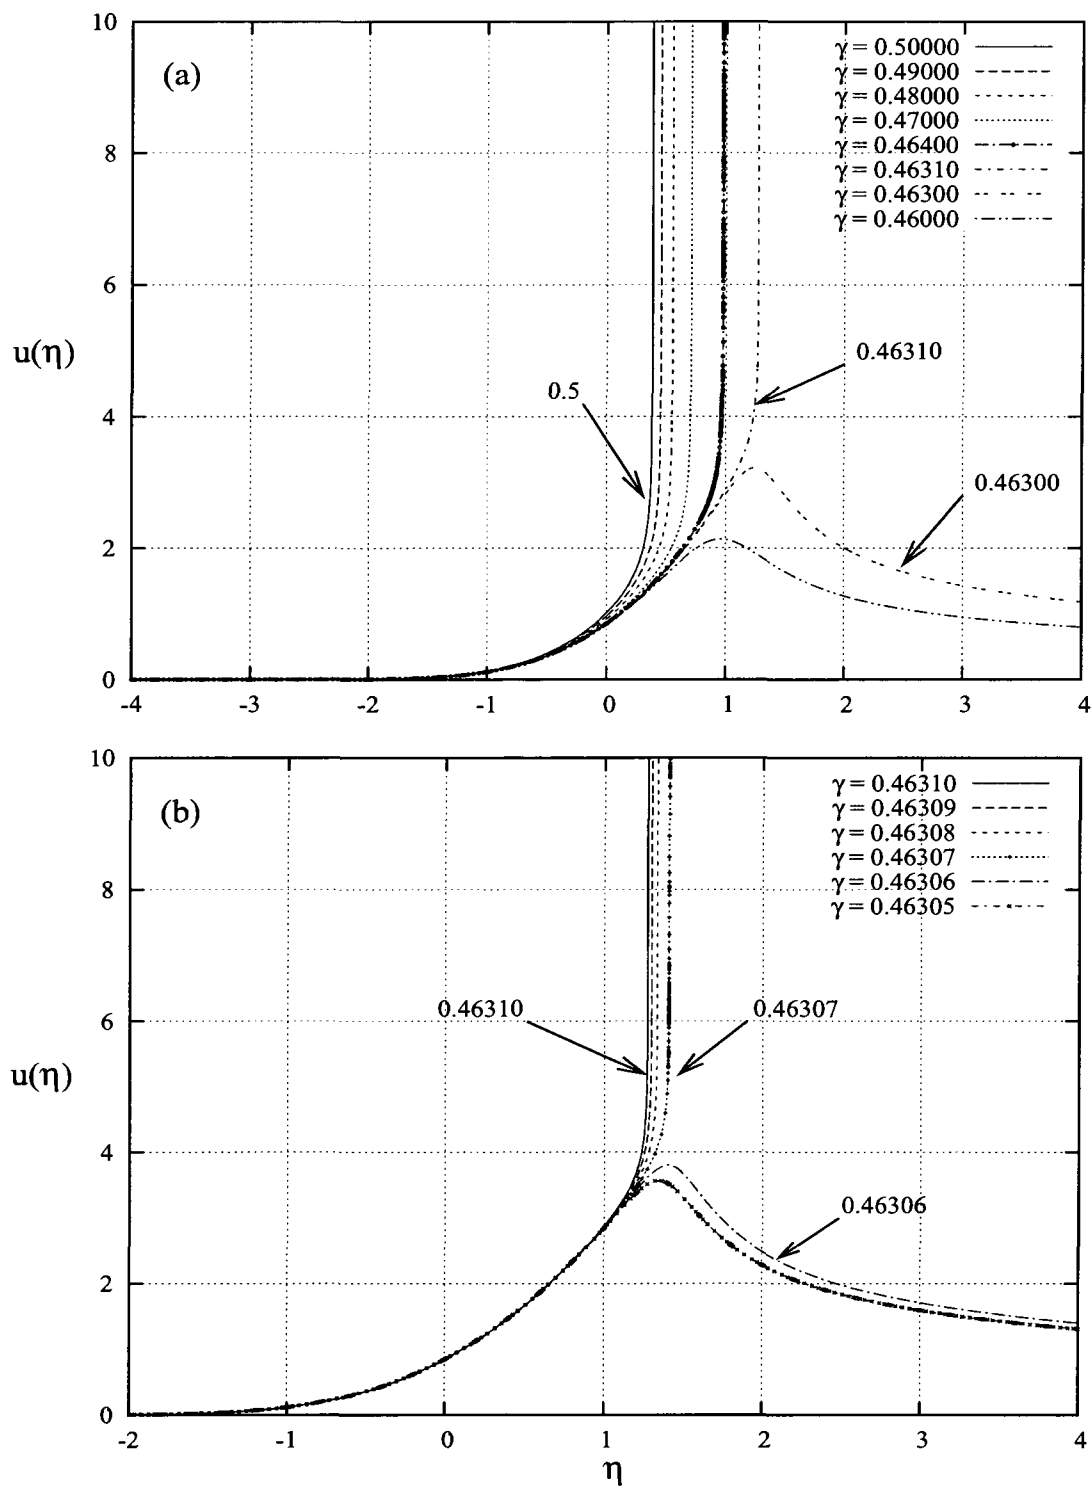 10
(a)
γ = 0.50000
γ = 0.49000
γ = 0.48000
γ = 0.47000
γ = 0.46400
γ = 0.46310
γ = 0.46300
γ = 0.46000
8
6
u(η)
0.46310
0.5
4
0.46300
2
0
-4 -3 -2 -1 0 1 2 3 4
10
(b)
γ = 0.46310
γ = 0.46309
γ = 0.46308
γ = 0.46307
γ = 0.46306
γ = 0.46305
8
0.46310 0.46307
6
u(η)
4
0.46306
2
0
-2 -1 0 1 2 3 4
η